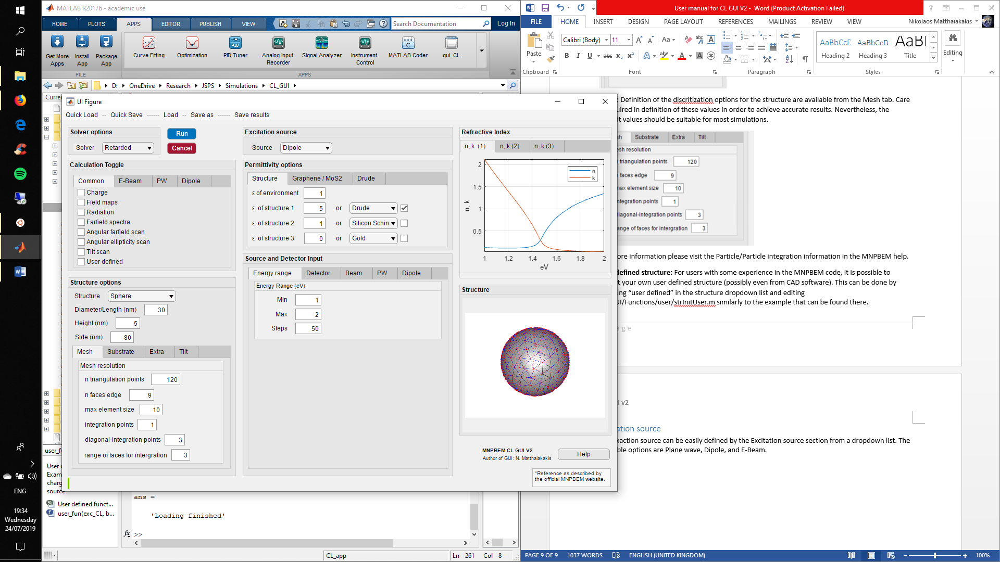 MATLAB R2017b - academic use
HOME PLOTS APPS EDITOR PUBLISH VIEW Search Documentation Log In
Get More Apps
Install App
Package App
Curve Fitting
Optimization
PID Tuner
Analog Input Recorder
Signal Analyzer
Instrument Control
MATLAB Coder
gui_CL
FILE APPS
D: OneDrive Research JSPS Simulations CL_GUI
Curre
UI Figure
Quick Load -- Quick Save ------ Load -- Save as ------ Save results
Solver options
Solver Retarded
Run
Cancel
Calculation Toggle
Common E-Beam PW Dipole
Charge
Field maps
Radiation
Farfield spectra
Angular farfield scan
Angular ellipticity scan
Tilt scan
User defined
Structure options
Structure Sphere
Diameter/Length (nm) 30
Height (nm) 5
Side (nm) 80
Mesh Substrate Extra Tilt
Mesh resolution
n triangulation points 120
n faces edge 9
max element size 10
integration points 1
diagonal-integration points 3
range of faces for intergration 3
Excitation source
Source Dipole
Permittivity options
Structure Graphene / MoS2 Drude
ε of environment 1
ε of structure 1 5 or Drude
ε of structure 2 1 or Silicon Schin
ε of structure 3 0 or Gold
Source and Detector Input
Energy range Detector Beam PW Dipole
Energy Range (eV)
Min 1
Max 2
Steps 50
Refractive Index
n, k (1) n, k (2) n, k (3)
n
k
2
1.5
1
0.5
n, k
1 1.2 1.4 1.6 1.8 2
eV
Structure
MNPBEM CL GUI V2
Author of GUI: N. Matthaiakakis
Help
*Reference as described by
the official MNPBEM website.
user_f
User d
Exam
charg
source
User defined funct...
user_fun(exc_CL, b...
ans =
'Loading finished'
fx >>
CL_app Ln 261 Col 8
ENG
19:34
Wednesday
24/07/2019
User manual for CL GUI V2 - Word (Product Activation Failed)
FILE HOME INSERT DESIGN PAGE LAYOUT REFERENCES MAILINGS REVIEW VIEW Nikolaos Matthaiakakis
Paste
Calibri (Body) 11
Aa
B I U abc x₂ x²
AaBbCcD AaBbCcD AaBl
Heading 2 Heading 3 Title
Editing
Clipboard Font Paragraph Styles
: Definition of the discritization options for the structure are available from the Mesh tab. Care
uired in definition of these values in order to achieve accurate results. Nevertheless, the
lt values should be suitable for most simulations.
sh Substrate Extra Tilt
esh resolution
triangulation points 120
faces edge 9
max element size 10
ntegration points 1
diagonal-integration points 3
range of faces for intergration 3
ore information please visit the Particle/Particle integration information in the MNPBEM help.
defined structure: For users with some experience in the MNPBEM code, it is possible to
t your own user defined structure (possibly even from CAD software). This can be done by
ing “user defined” in the structure dropdown list and editing
UI/Functions/user/strInitUser.m similarly to the example that can be found there.
a g e
I v2
ation source
xaction source can be easily defined by the Excitation source section from a dropdown list. The
ble options are Plane wave, Dipole, and E-Beam.
PAGE 9 OF 9 1037 WORDS ENGLISH (UNITED KINGDOM) 100%